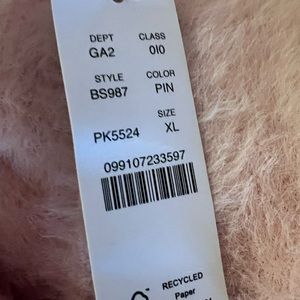 DEPT CLASS
GA2 010
STYLE COLOR
BS987 PIN
SIZE
PK5524 XL
099107233597
RECYCLED
Paper